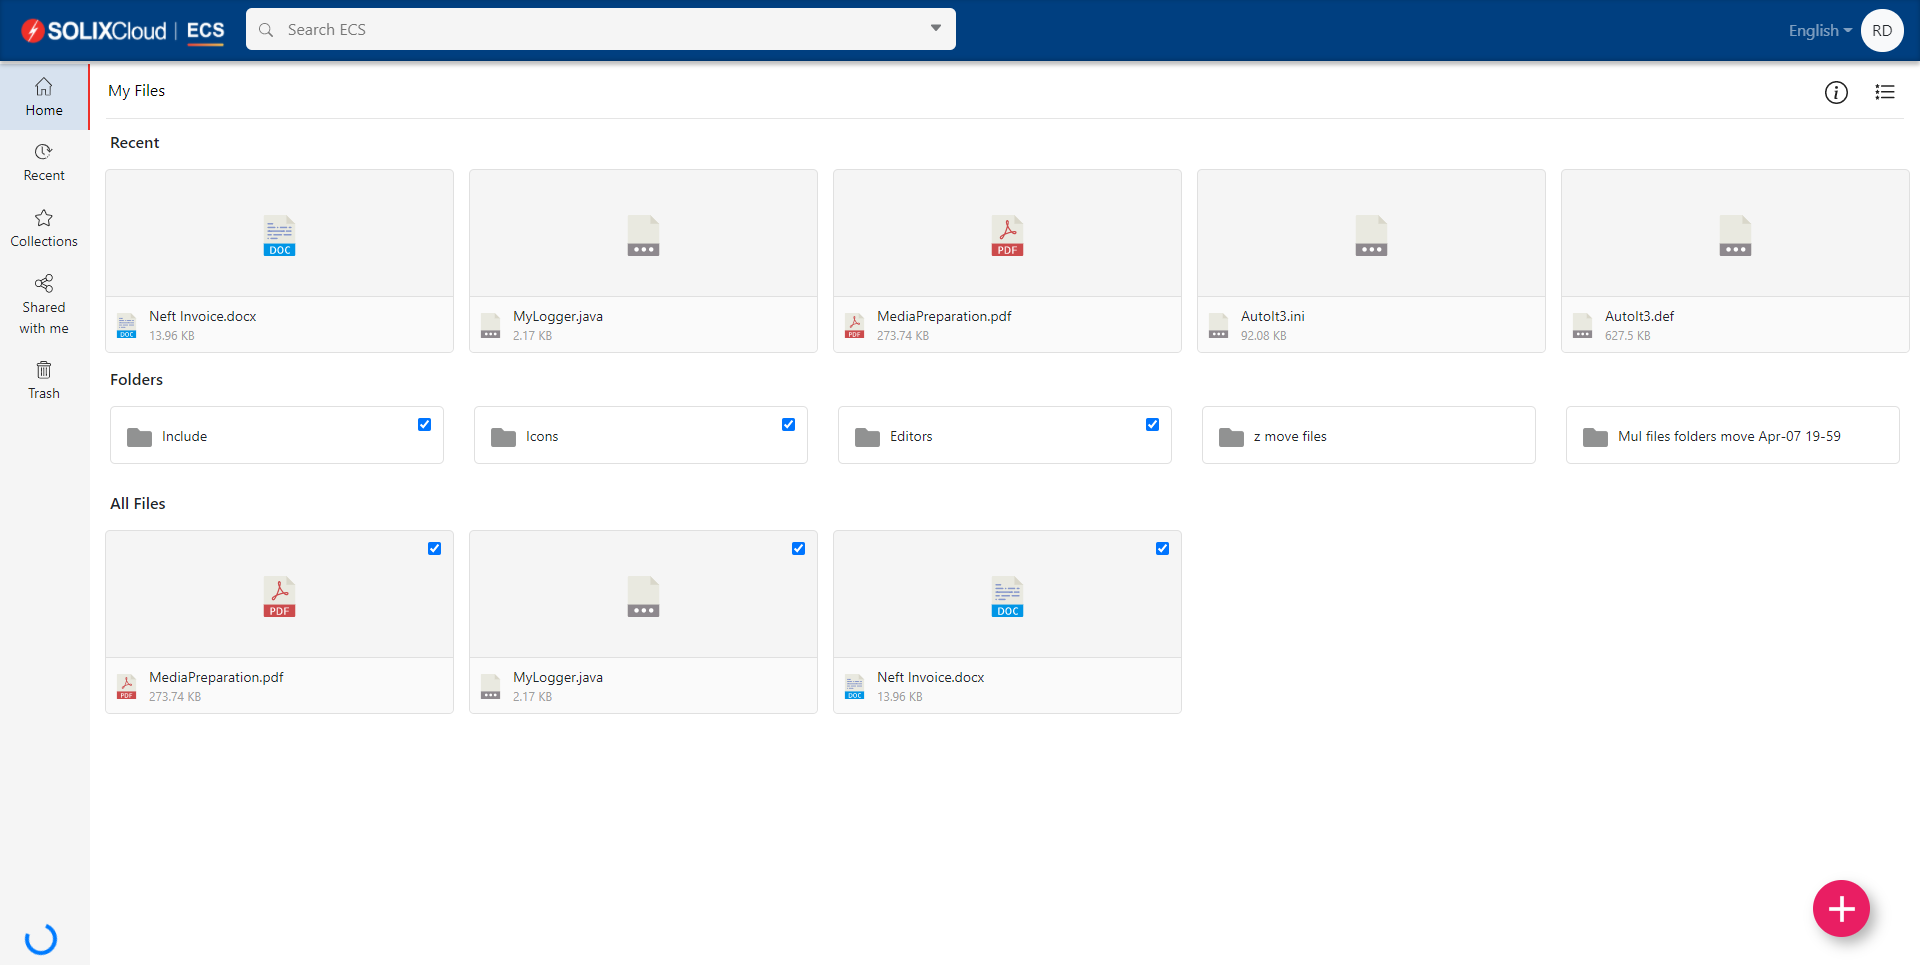 SOLIXCloud | ECS
Search ECS
English
RD
Home
Recent
Collections
Shared
with me
Trash
My Files
Recent
DOC
PDF
DOC
Neft Invoice.docx
13.96 KB
MyLogger.java
2.17 KB
PDF
MediaPreparation.pdf
273.74 KB
AutoIt3.ini
92.08 KB
AutoIt3.def
627.5 KB
Folders
Include
Icons
Editors
z move files
Mul files folders move Apr-07 19-59
All Files
PDF
DOC
PDF
MediaPreparation.pdf
273.74 KB
MyLogger.java
2.17 KB
DOC
Neft Invoice.docx
13.96 KB